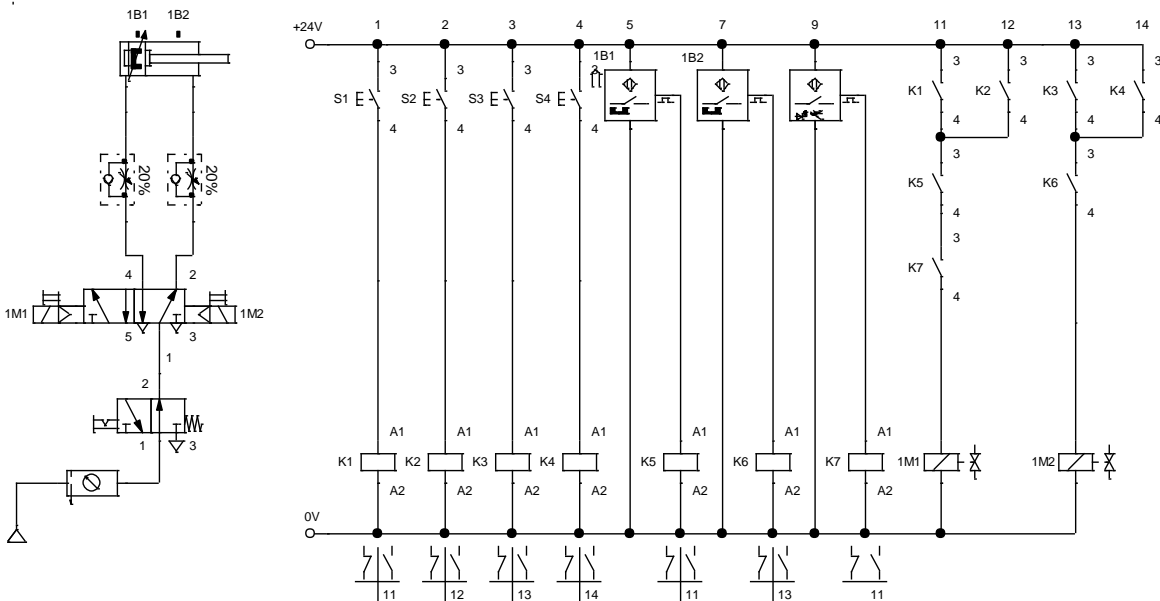 1B1 1B2
+24V 1 2 3 4 5 7 9 11 12 13 14
1B1 1B2
3 3 3 3 3 3 3 3
S1 S2 S3 S4 K1 K2 K3 K4
4 4 4 4 4 4 4 4
20% 20%
3 3
K5 K6
4 4
3
K7
4
4 2
1M1 1M2
5 3
1
2
1 3
A1 A1 A1 A1 A1 A1 A1
K1 K2 K3 K4 K5 K6 K7 1M1 1M2
A2 A2 A2 A2 A2 A2 A2
0V
11 12 13 14 11 13 11